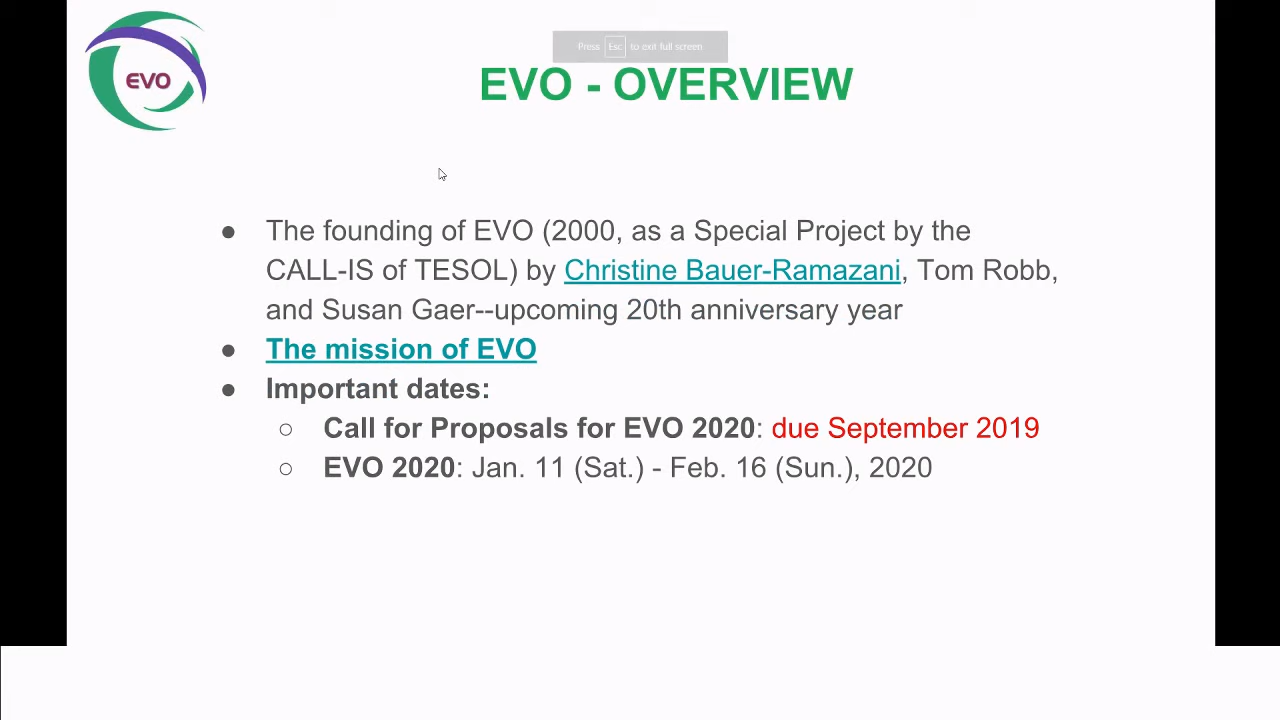 EVO
Press Esc to exit full screen
EVO - OVERVIEW
● The founding of EVO (2000, as a Special Project by the
CALL-IS of TESOL) by Christine Bauer-Ramazani, Tom Robb,
and Susan Gaer--upcoming 20th anniversary year
● The mission of EVO
● Important dates:
○ Call for Proposals for EVO 2020: due September 2019
○ EVO 2020: Jan. 11 (Sat.) - Feb. 16 (Sun.), 2020